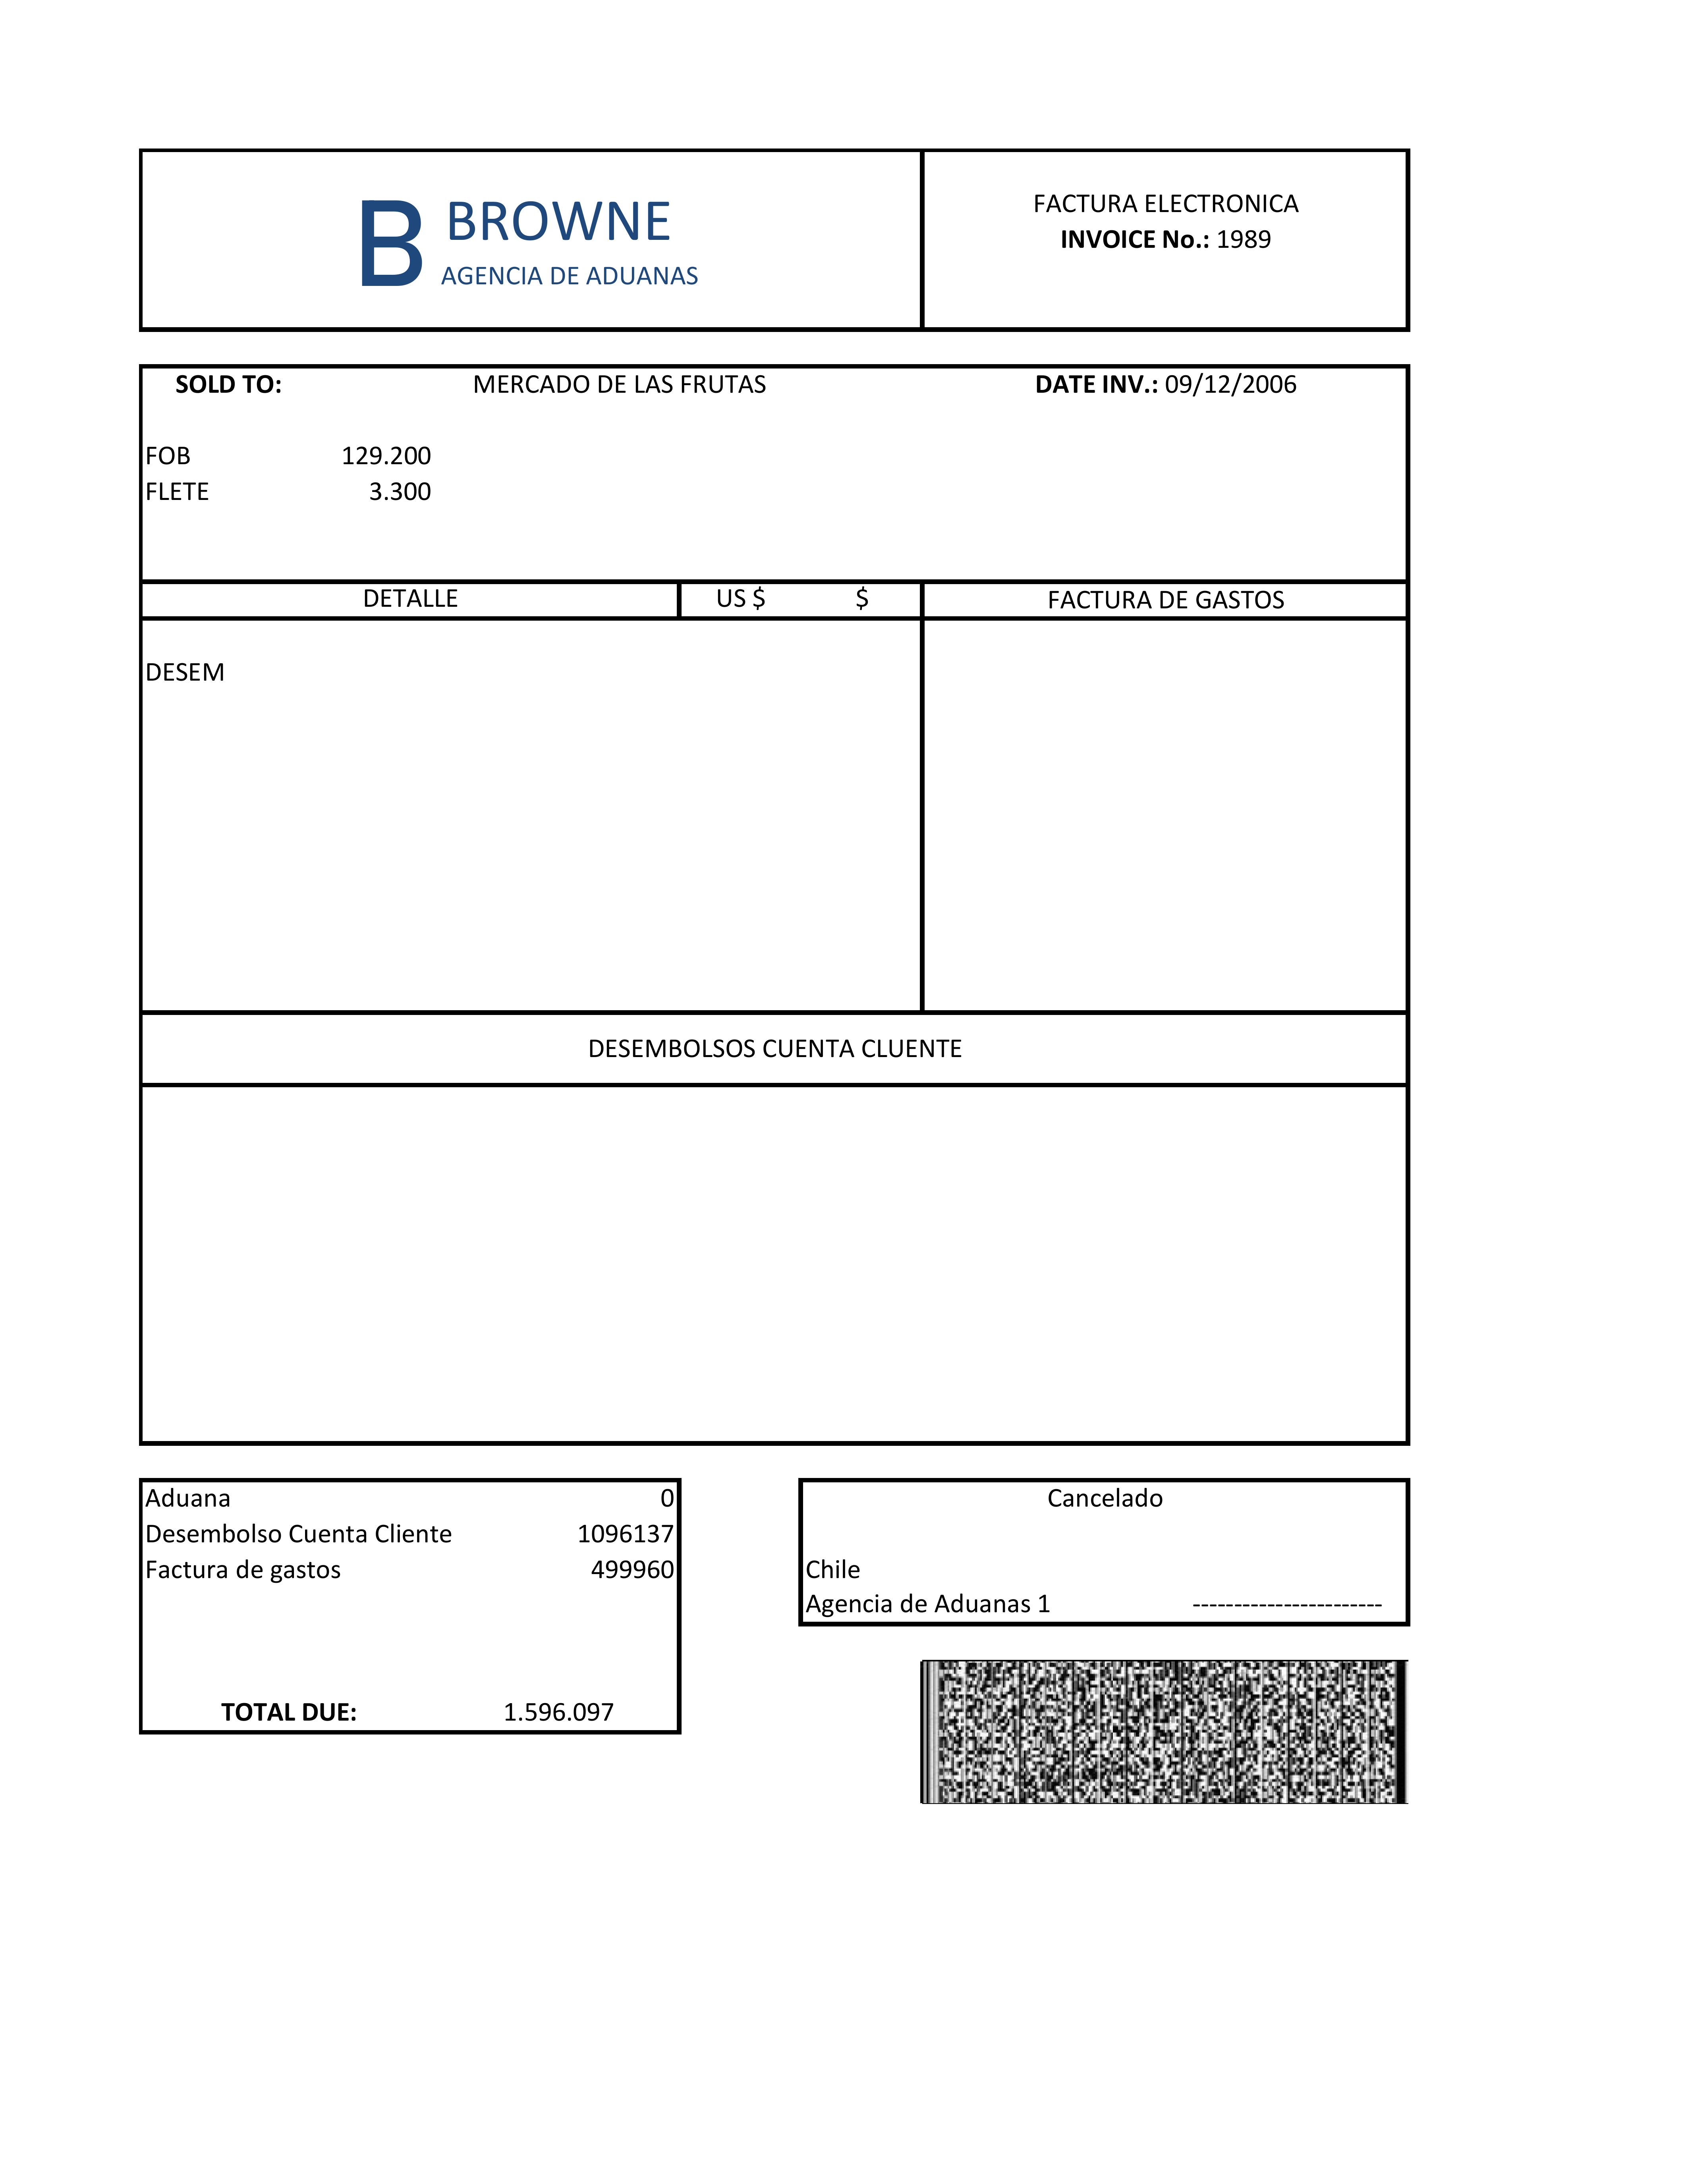 B BROWNE
AGENCIA DE ADUANAS
FACTURA ELECTRONICA
INVOICE No.: 1989
SOLD TO: MERCADO DE LAS FRUTAS DATE INV.: 09/12/2006
FOB 129.200
FLETE 3.300
DETALLE US $ $ FACTURA DE GASTOS
DESEM
DESEMBOLSOS CUENTA CLUENTE
Aduana 0
Desembolso Cuenta Cliente 1096137
Factura de gastos 499960
TOTAL DUE: 1.596.097
Cancelado
Chile
Agencia de Aduanas 1 -----------------------